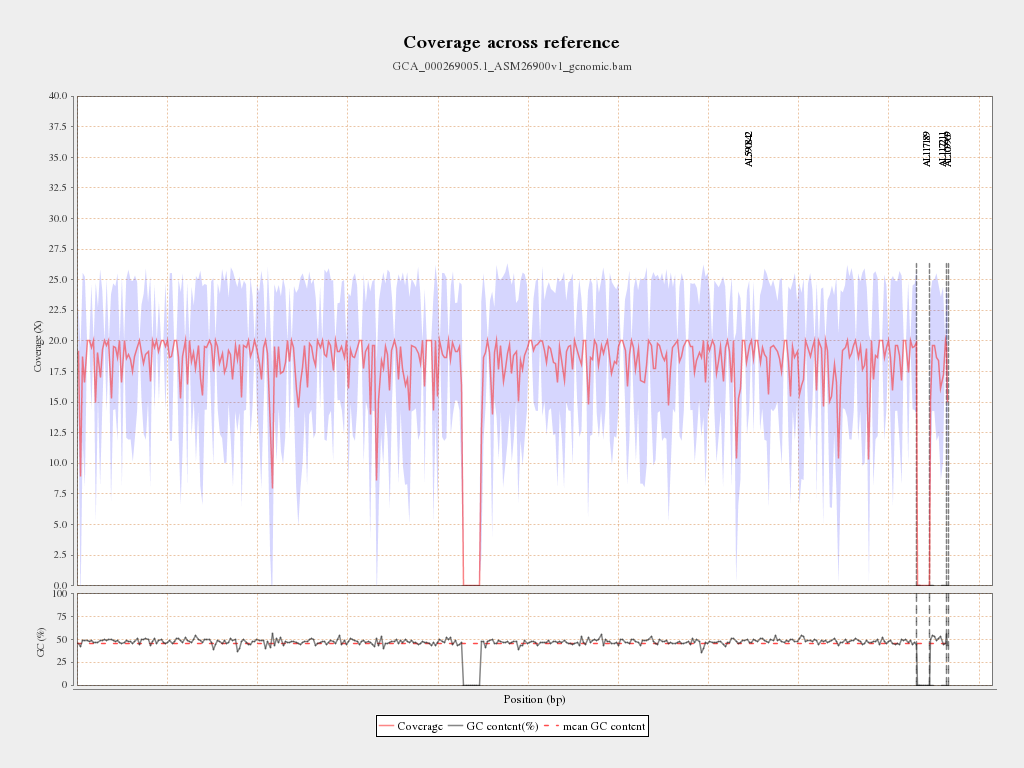 Coverage across reference
GCA_000269005.1_ASM26900v1_genomic.bam
40.0
37.5
35.0
32.5
30.0
27.5
25.0
22.5
20.0
17.5
15.0
12.5
10.0
7.5
5.0
2.5
0.0
Coverage (X)
AL590842
AL117189
AL117211
AL109969
100
75
50
25
0
GC (%)
Position (bp)
Coverage GC content(%) mean GC content